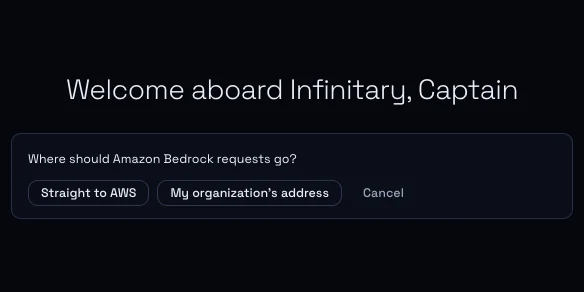 Welcome aboard Infinitary, Captain
Where should Amazon Bedrock requests go?
Straight to AWS
My organization's address
Cancel